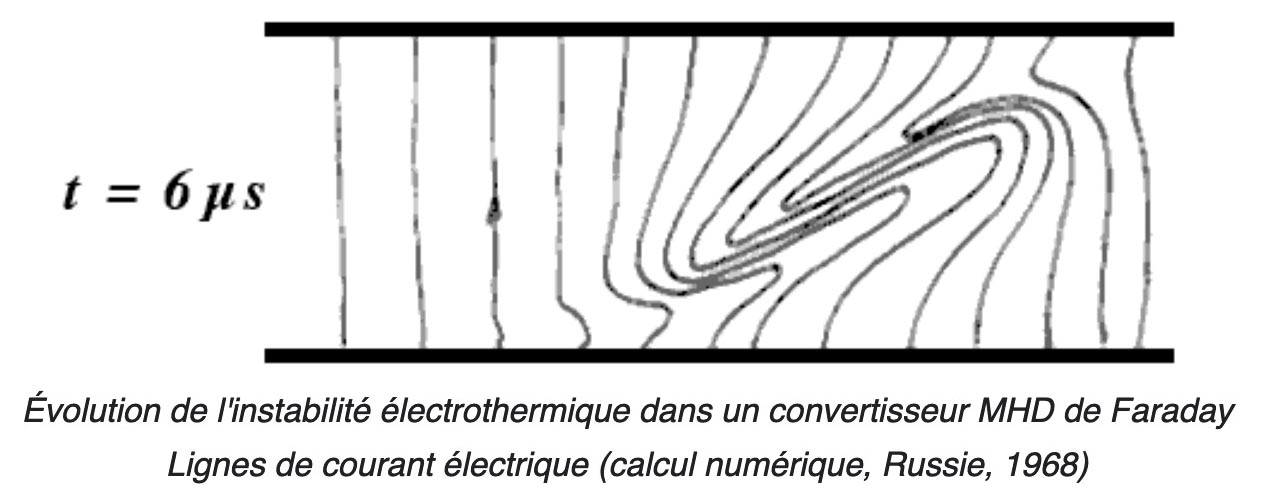 t = 6 µs
Évolution de l'instabilité électrothermique dans un convertisseur MHD de Faraday
Lignes de courant électrique (calcul numérique, Russie, 1968)